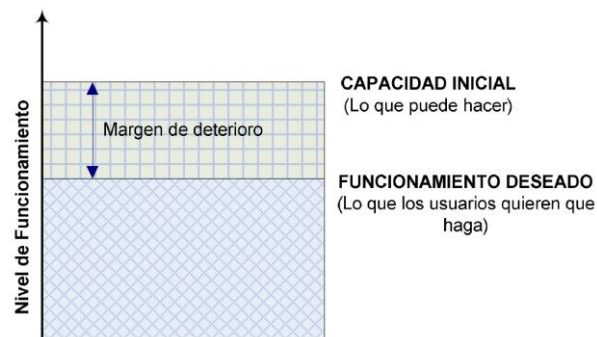 CAPACIDAD INICIAL
(Lo que puede hacer)
Margen de deterioro
FUNCIONAMIENTO DESEADO
(Lo que los usuarios quieren que
haga)
Nivel de Funcionamiento